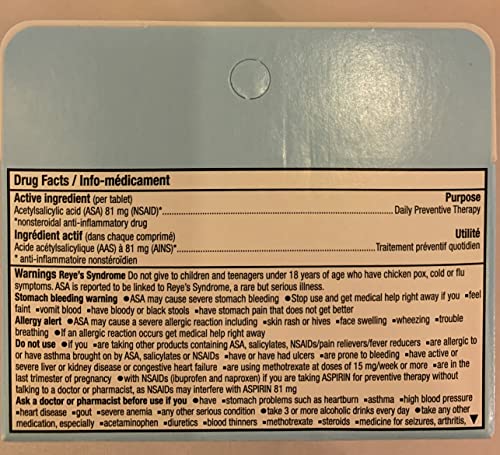 Drug Facts / Info-médicament
Active ingredient (per tablet) Purpose
Acetylsalicylic acid (ASA) 81 mg (NSAID)*........Daily Preventive Therapy
*nonsteroidal anti-inflammatory drug
Ingrédient actif (dans chaque comprimé) Utilité
Acide acétylsalicylique (AAS) à 81 mg (AINS)*........Traitement préventif quotidien
* anti-inflammatoire nonstéroïdien
Warnings Reye's Syndrome Do not give to children and teenagers under 18 years of age who have chicken pox, cold or flu
symptoms. ASA is reported to be linked to Reye's Syndrome, a rare but serious illness.
Stomach bleeding warning ●ASA may cause severe stomach bleeding ●Stop use and get medical help right away if you ▪feel
faint ▪vomit blood ▪have bloody or black stools ▪have stomach pain that does not get better
Allergy alert ●ASA may cause a severe allergic reaction including ▪skin rash or hives ▪face swelling ▪wheezing ▪trouble
breathing ●If an allergic reaction occurs get medical help right away
Do not use ●if you ▪are taking other products containing ASA, salicylates, NSAIDs/pain relievers/fever reducers ▪are allergic to
or have asthma brought on by ASA, salicylates or NSAIDs ▪have or have had ulcers ▪are prone to bleeding ▪have active or
severe liver or kidney disease or congestive heart failure ▪are using methotrexate at doses of 15 mg/week or more ▪are in the
last trimester of pregnancy ●with NSAIDs (ibuprofen and naproxen) if you are taking ASPIRIN for preventive therapy without
talking to a doctor or pharmacist, as NSAIDs may interfere with ASPIRIN 81 mg
Ask a doctor or pharmacist before use if you ●have ▪stomach problems such as heartburn ▪asthma ▪high blood pressure
▪heart disease ▪gout ▪severe anemia ▪any other serious condition ●take 3 or more alcoholic drinks every day ●take any other
medication, especially ▪acetaminophen ▪diuretics ▪blood thinners ▪methotrexate ▪steroids ▪medicine for seizures, arthritis, ▼